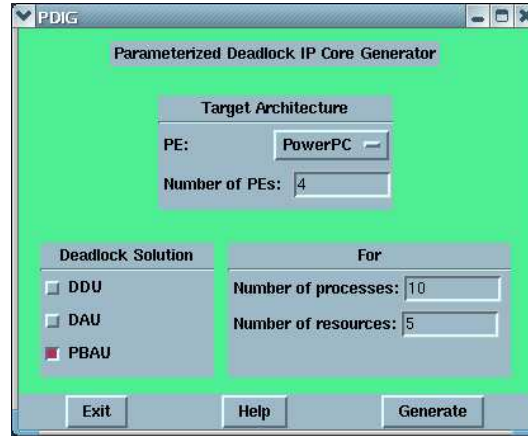 PDIG
Parameterized Deadlock IP Core Generator
Target Architecture
PE: PowerPC
Number of PEs: 4
Deadlock Solution
DDU
DAU
PBAU
For
Number of processes: 10
Number of resources: 5
Exit Help Generate